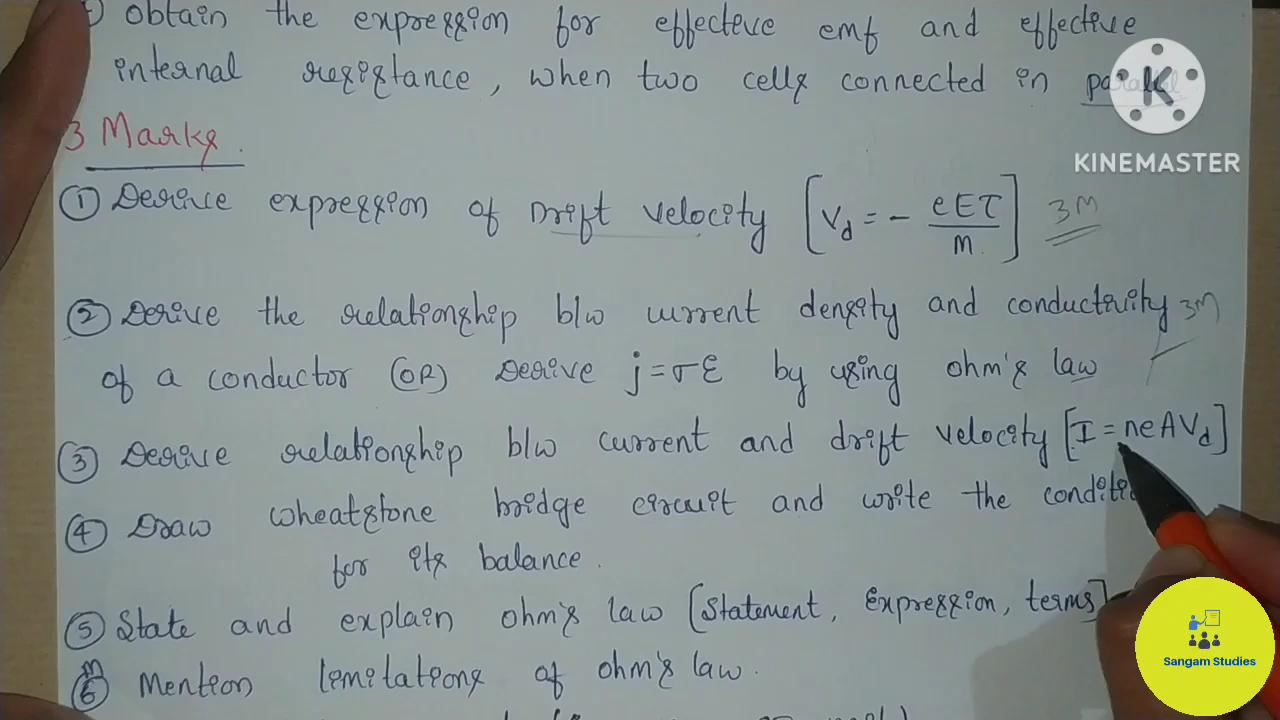 obtain the expression for effective emf and effective
internal resistance, when two cells connected in parallel
KINEMASTER
3 Marks.
① Derive expression of Drift velocity [Vd = - eEτ/m] 3M
② Derive the relationship b/w current density and conductivity 3M
of a conductor (OR) Derive j=σE by using ohm's law
③ Derive relationship b/w current and drift velocity [I = neAVd]
④ Draw wheatstone bridge circuit and write the
for its balance.
⑤ State and explain ohm's law [Statement, Expression, terms]
⑥ Mention limitations of ohm's law.
Sangam Studies